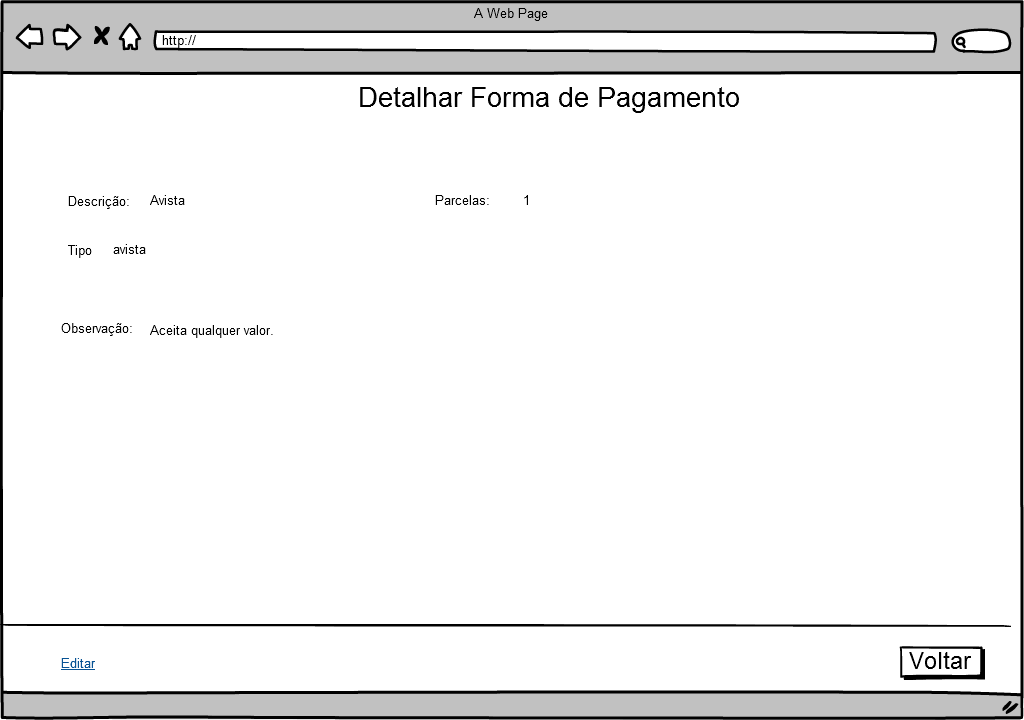 A Web Page
http://
Detalhar Forma de Pagamento
Descrição: Avista Parcelas: 1
Tipo avista
Observação: Aceita qualquer valor.
Editar Voltar